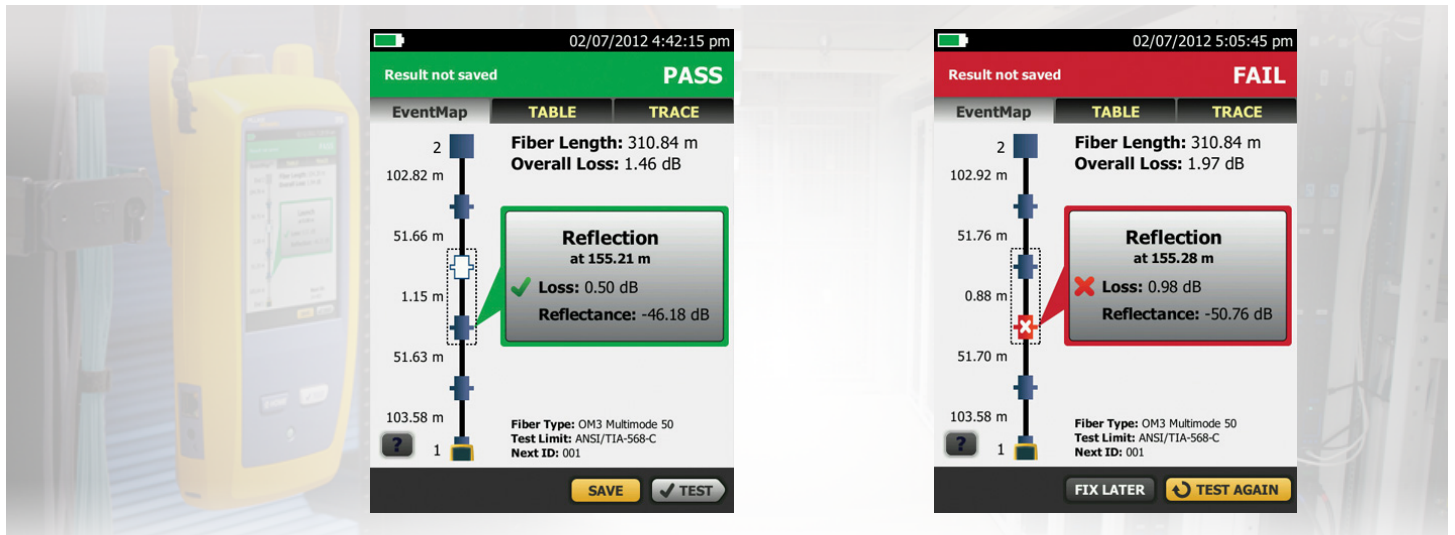 02/07/2012 4:42:15 pm
Result not saved PASS
EventMap TABLE TRACE
2
Fiber Length: 310.84 m
Overall Loss: 1.46 dB
102.82 m
51.66 m
Reflection
at 155.21 m
Loss: 0.50 dB
1.15 m
Reflectance: -46.18 dB
51.63 m
103.58 m
Fiber Type: OM3 Multimode 50
Test Limit: ANSI/TIA-568-C
? 1
Next ID: 001
SAVE TEST
02/07/2012 5:05:45 pm
Result not saved FAIL
EventMap TABLE TRACE
2
Fiber Length: 310.84 m
Overall Loss: 1.97 dB
102.92 m
51.76 m
Reflection
at 155.28 m
Loss: 0.98 dB
0.88 m
Reflectance: -50.76 dB
51.70 m
103.58 m
Fiber Type: OM3 Multimode 50
Test Limit: ANSI/TIA-568-C
? 1
Next ID: 001
FIX LATER TEST AGAIN